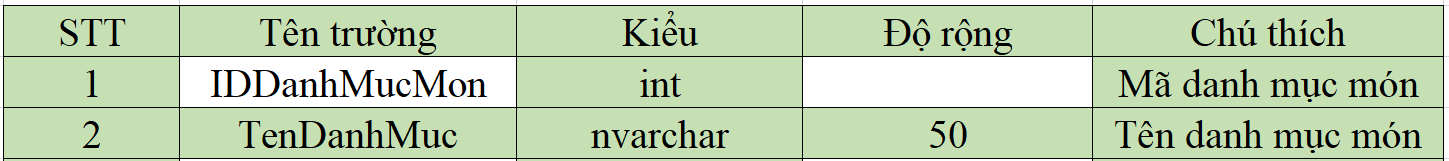 STT Tên trường Kiểu Độ rộng Chú thích
1 IDDanhMucMon int Mã danh mục món
2 TenDanhMuc nvarchar 50 Tên danh mục món